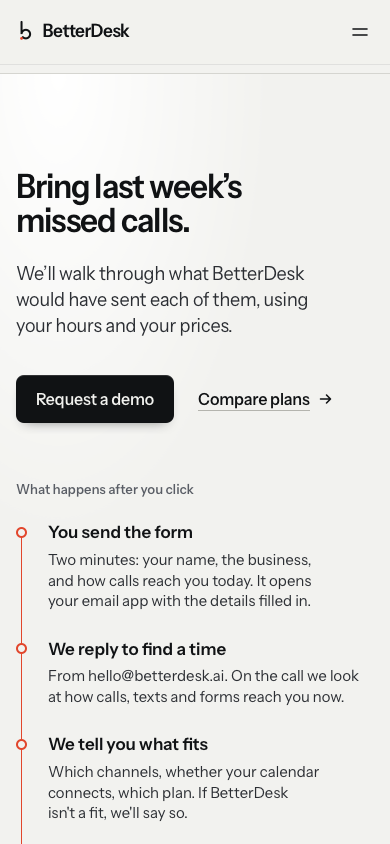 BetterDesk
Bring last week’s
missed calls.
We’ll walk through what BetterDesk
would have sent each of them, using
your hours and your prices.
Request a demo
Compare plans →
What happens after you click
You send the form
Two minutes: your name, the business,
and how calls reach you today. It opens
your email app with the details filled in.
We reply to find a time
From hello@betterdesk.ai. On the call we look
at how calls, texts and forms reach you now.
We tell you what fits
Which channels, whether your calendar
connects, which plan. If BetterDesk
isn't a fit, we'll say so.